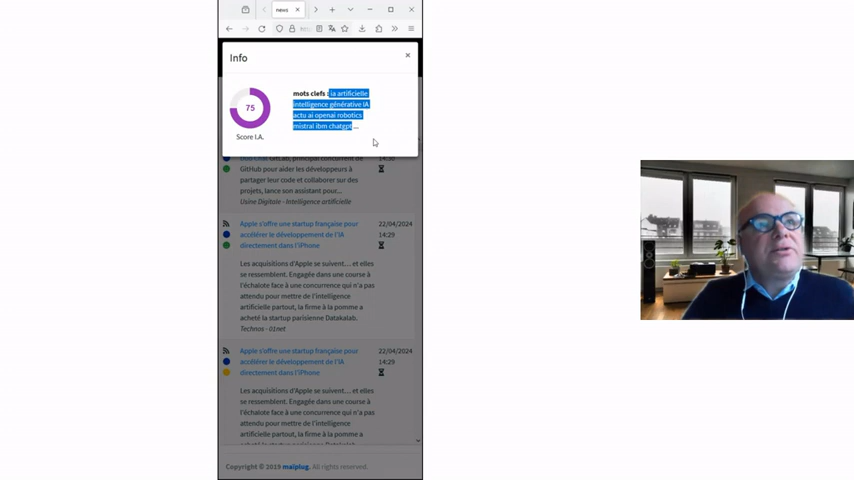 news
Info
75
Score I.A.
mots clefs : ia artificielle
intelligence générative IA
actu ai openai robotics
mistral ibm chatgpt...
GitLab, principal concurrent de
GitHub pour aider les développeurs à
partager leur code et collaborer sur des
projets, lance son assistant pour...
Usine Digitale - Intelligence artificielle
Apple s'offre une startup française pour
accélérer le développement de l'IA
directement dans l'iPhone
22/04/2024
14:29
Les acquisitions d'Apple se suivent… et elles
se ressemblent. Engagée dans une course à
l'échalote face à une concurrence qui n'a pas
attendu pour mettre de l'intelligence
artificielle partout, la firme à la pomme a
acheté la startup parisienne Datakalab.
Technos - 01net
Apple s'offre une startup française pour
accélérer le développement de l'IA
directement dans l'iPhone
22/04/2024
14:29
Les acquisitions d'Apple se suivent… et elles
se ressemblent. Engagée dans une course à
l'échalote face à une concurrence qui n'a pas
attendu pour mettre de l'intelligence
artificielle partout, la firme à la pomme a
Copyright © 2019 maiplug. All rights reserved.